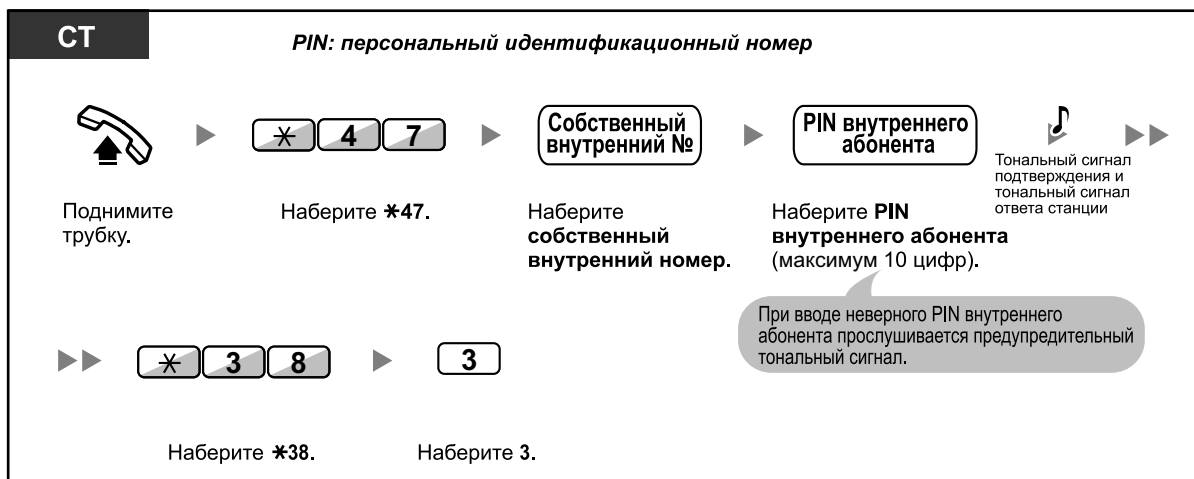 СТ
PIN: персональный идентификационный номер
✳ 4 7
Собственный
внутренний №
PIN внутреннего
абонента
Тональный сигнал
подтверждения и
тональный сигнал
ответа станции
Поднимите
трубку.
Наберите ✳47.
Наберите
собственный
внутренний номер.
Наберите PIN
внутреннего абонента
(максимум 10 цифр).
При вводе неверного PIN внутреннего
абонента прослушивается предупредительный
тональный сигнал.
✳ 3 8
3
Наберите ✳38.
Наберите 3.